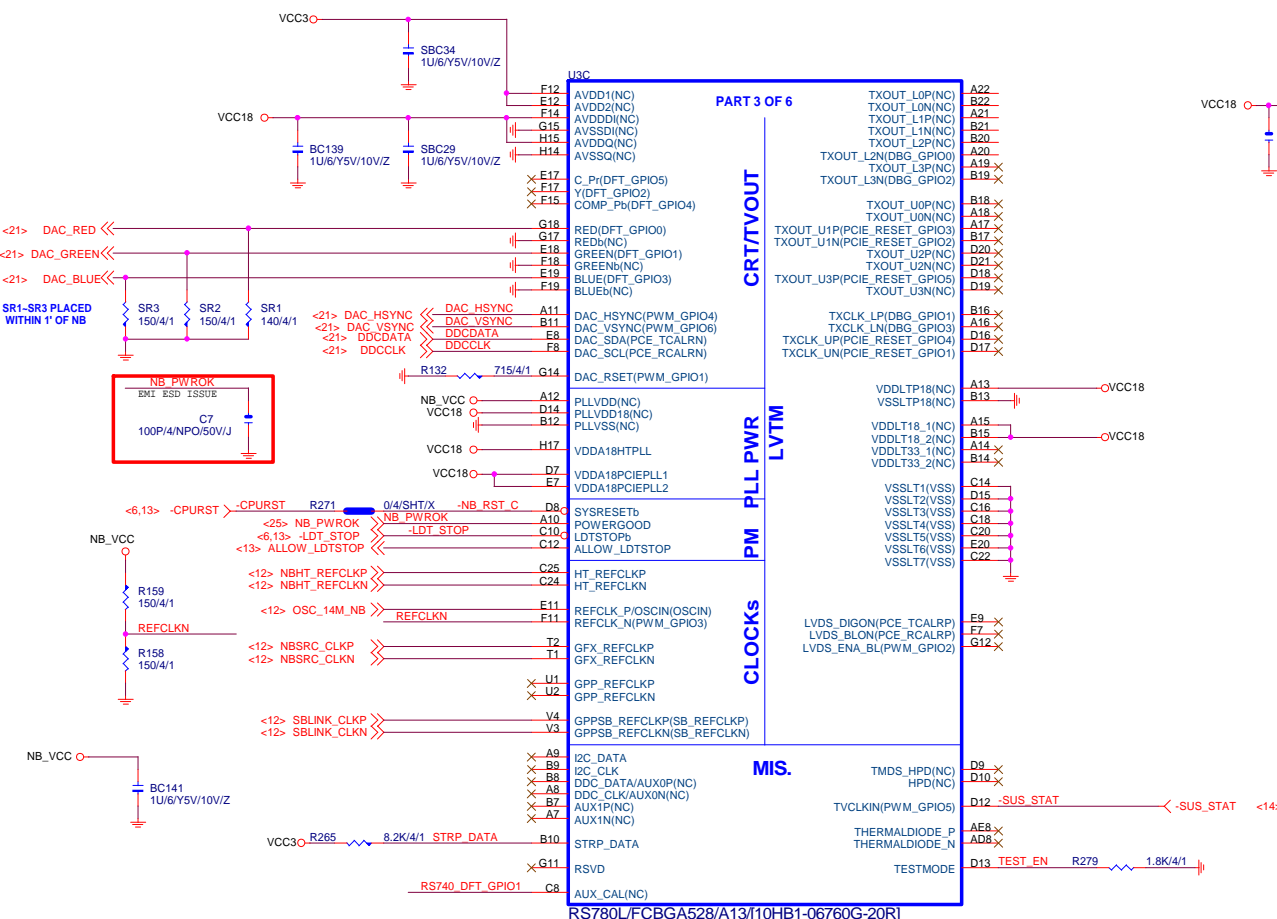 VCC3
SBC34
1U/6/Y5V/10V/Z
VCC18
BC139
1U/6/Y5V/10V/Z
SBC29
1U/6/Y5V/10V/Z
<21> DAC_RED
<21> DAC_GREEN
<21> DAC_BLUE
SR1~SR3 PLACED
WITHIN 1' OF NB
SR3
150/4/1
SR2
150/4/1
SR1
140/4/1
<21> DAC_HSYNC DAC_HSYNC
<21> DAC_VSYNC DAC_VSYNC
<21> DDCDATA DDCDATA
<21> DDCCLK DDCCLK
R132 715/4/1
NB_PWROK
EMI ESD ISSUE
C7
100P/4/NPO/50V/J
NB_VCC
VCC18
VCC18
VCC18
<6,13> -CPURST -CPURST R271 0/4/SHT/X -NB_RST_C
<25> NB_PWROK NB_PWROK
<6,13> -LDT_STOP -LDT_STOP
<13> ALLOW_LDTSTOP
NB_VCC
R159
150/4/1
REFCLKN
R158
150/4/1
<12> NBHT_REFCLKP
<12> NBHT_REFCLKN
<12> OSC_14M_NB
REFCLKN
<12> NBSRC_CLKP
<12> NBSRC_CLKN
<12> SBLINK_CLKP
<12> SBLINK_CLKN
NB_VCC
BC141
1U/6/Y5V/10V/Z
VCC3 R265 8.2K/4/1 STRP_DATA
RS740_DFT_GPIO1
U3C
PART 3 OF 6
F12 AVDD1(NC)
E12 AVDD2(NC)
F14 AVDDDI(NC)
G15 AVSSDI(NC)
H15 AVDDQ(NC)
H14 AVSSQ(NC)
E17 C_Pr(DFT_GPIO5)
F17 Y(DFT_GPIO2)
F15 COMP_Pb(DFT_GPIO4)
G18 RED(DFT_GPIO0)
G17 REDb(NC)
E18 GREEN(DFT_GPIO1)
F18 GREENb(NC)
E19 BLUE(DFT_GPIO3)
F19 BLUEb(NC)
A11 DAC_HSYNC(PWM_GPIO4)
B11 DAC_VSYNC(PWM_GPIO6)
E8 DAC_SDA(PCE_TCALRN)
F8 DAC_SCL(PCE_RCALRN)
G14 DAC_RSET(PWM_GPIO1)
A12 PLLVDD(NC)
D14 PLLVDD18(NC)
B12 PLLVSS(NC)
H17 VDDA18HTPLL
D7 VDDA18PCIEPLL1
E7 VDDA18PCIEPLL2
D8 SYSRESETb
A10 POWERGOOD
C10 LDTSTOPb
C12 ALLOW_LDTSTOP
C25 HT_REFCLKP
C24 HT_REFCLKN
E11 REFCLK_P/OSCIN(OSCIN)
F11 REFCLK_N(PWM_GPIO3)
T2 GFX_REFCLKP
T1 GFX_REFCLKN
U1 GPP_REFCLKP
U2 GPP_REFCLKN
V4 GPPSB_REFCLKP(SB_REFCLKP)
V3 GPPSB_REFCLKN(SB_REFCLKN)
A9 I2C_DATA
B9 I2C_CLK
B8 DDC_DATA/AUX0P(NC)
A8 DDC_CLK/AUX0N(NC)
B7 AUX1P(NC)
A7 AUX1N(NC)
B10 STRP_DATA
G11 RSVD
C8 AUX_CAL(NC)
CRT/TVOUT
PLL PWR
LVTM
PM
CLOCKs
MIS.
TXOUT_L0P(NC) A22
TXOUT_L0N(NC) B22
TXOUT_L1P(NC) A21
TXOUT_L1N(NC) B21
TXOUT_L2P(NC) B20
TXOUT_L2N(DBG_GPIO0) A20
TXOUT_L3P(NC) A19
TXOUT_L3N(DBG_GPIO2) B19
TXOUT_U0P(NC) B18
TXOUT_U0N(NC) A18
TXOUT_U1P(PCIE_RESET_GPIO3) A17
TXOUT_U1N(PCIE_RESET_GPIO2) B17
TXOUT_U2P(NC) D20
TXOUT_U2N(NC) D21
TXOUT_U3P(PCIE_RESET_GPIO5) D18
TXOUT_U3N(NC) D19
TXCLK_LP(DBG_GPIO1) B16
TXCLK_LN(DBG_GPIO3) A16
TXCLK_UP(PCIE_RESET_GPIO4) D16
TXCLK_UN(PCIE_RESET_GPIO1) D17
VDDLTP18(NC) A13 VCC18
VSSLTP18(NC) B13
VDDLT18_1(NC) A15
VDDLT18_2(NC) B15 VCC18
VDDLT33_1(NC) A14
VDDLT33_2(NC) B14
VSSLT1(VSS) C14
VSSLT2(VSS) D15
VSSLT3(VSS) C16
VSSLT4(VSS) C18
VSSLT5(VSS) C20
VSSLT6(VSS) E20
VSSLT7(VSS) C22
LVDS_DIGON(PCE_TCALRP) E9
LVDS_BLON(PCE_RCALRP) F7
LVDS_ENA_BL(PWM_GPIO2) G12
TMDS_HPD(NC) D9
HPD(NC) D10
TVCLKIN(PWM_GPIO5) D12 -SUS_STAT -SUS_STAT <14
THERMALDIODE_P AE8
THERMALDIODE_N AD8
TESTMODE D13 TEST_EN R279 1.8K/4/1
VCC18
RS780L/FCBGA528/A13/[10HB1-06760G-20R]